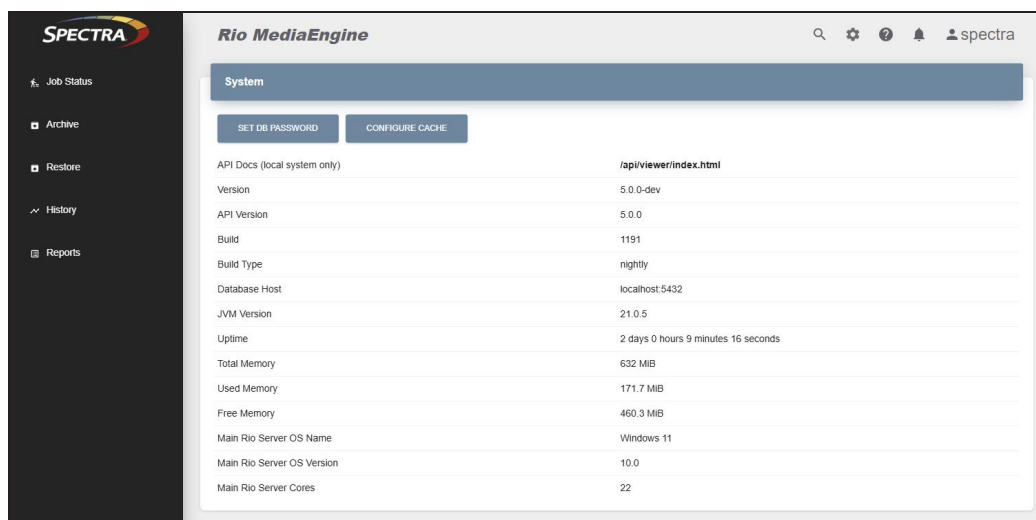 SPECTRA
Rio MediaEngine
spectra
Job Status
Archive
Restore
History
Reports
System
SET DB PASSWORD
CONFIGURE CACHE
API Docs (local system only) /api/viewer/index.html
Version 5.0.0-dev
API Version 5.0.0
Build 1191
Build Type nightly
Database Host localhost:5432
JVM Version 21.0.5
Uptime 2 days 0 hours 9 minutes 16 seconds
Total Memory 632 MiB
Used Memory 171.7 MiB
Free Memory 460.3 MiB
Main Rio Server OS Name Windows 11
Main Rio Server OS Version 10.0
Main Rio Server Cores 22